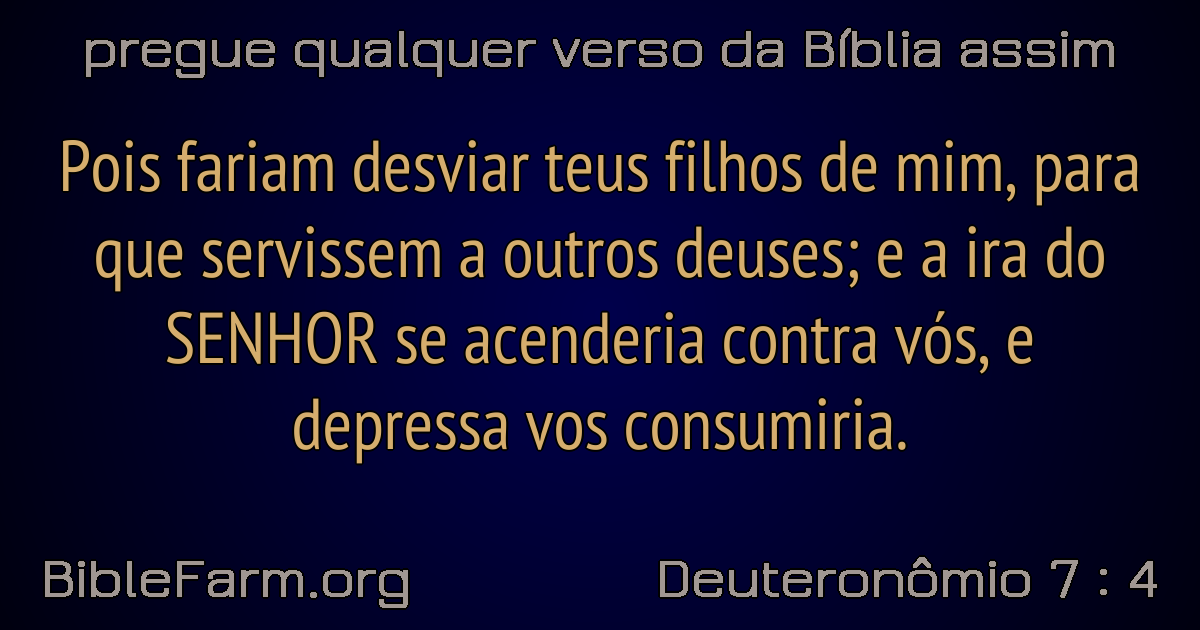 pregue qualquer verso da Bíblia assim
Pois fariam desviar teus filhos de mim, para
que servissem a outros deuses; e a ira do
SENHOR se acenderia contra vós, e
depressa vos consumiria.
BibleFarm.org
Deuteronômio 7 : 4